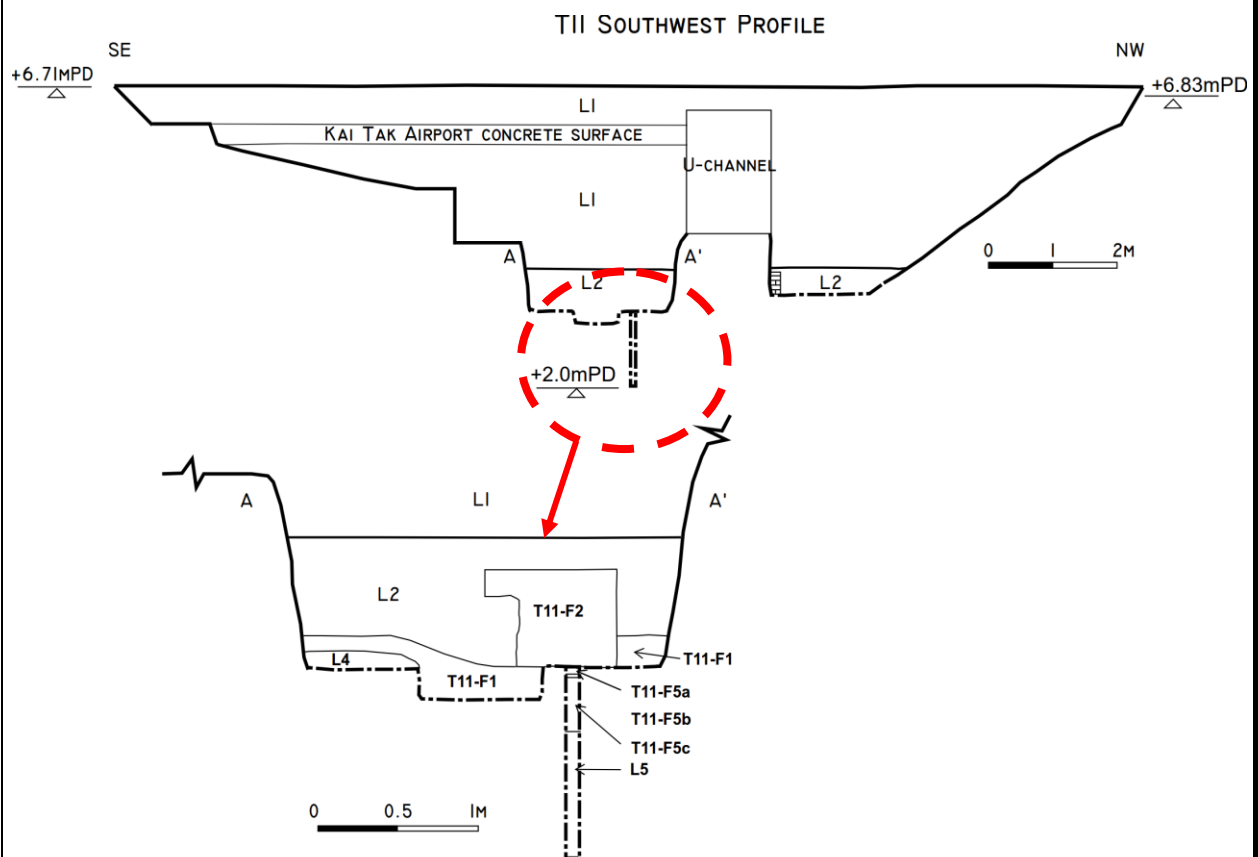 T11 SOUTHWEST PROFILE
SE
NW
+6.71MPD
+6.83mPD
L1
KAI TAK AIRPORT CONCRETE SURFACE
U-CHANNEL
L1
0 1 2M
A
A'
L2
L2
+2.0mPD
A
L1
A'
L2
T11-F2
L4
T11-F1
T11-F1
T11-F5a
T11-F5b
T11-F5c
L5
0 0.5 1M